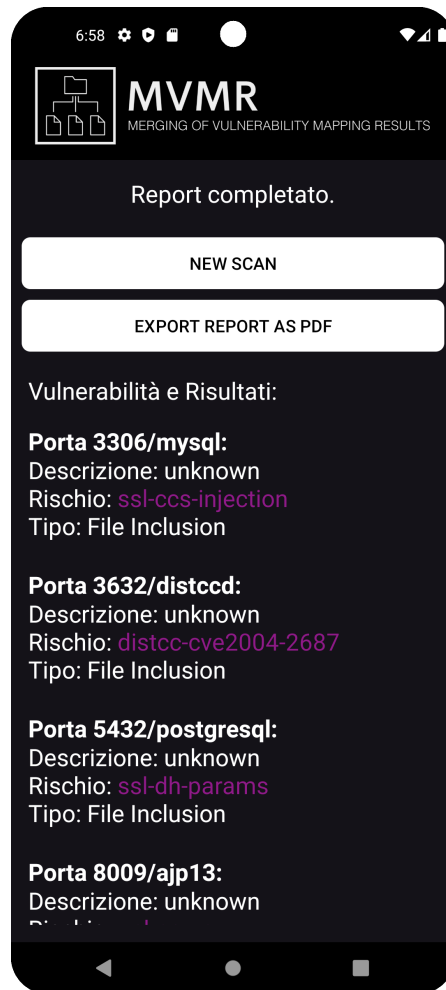 6:58
MVMR
MERGING OF VULNERABILITY MAPPING RESULTS
Report completato.
NEW SCAN
EXPORT REPORT AS PDF
Vulnerabilità e Risultati:
Porta 3306/mysql:
Descrizione: unknown
Rischio: ssl-ccs-injection
Tipo: File Inclusion
Porta 3632/distccd:
Descrizione: unknown
Rischio: distcc-cve2004-2687
Tipo: File Inclusion
Porta 5432/postgresql:
Descrizione: unknown
Rischio: ssl-dh-params
Tipo: File Inclusion
Porta 8009/ajp13:
Descrizione: unknown